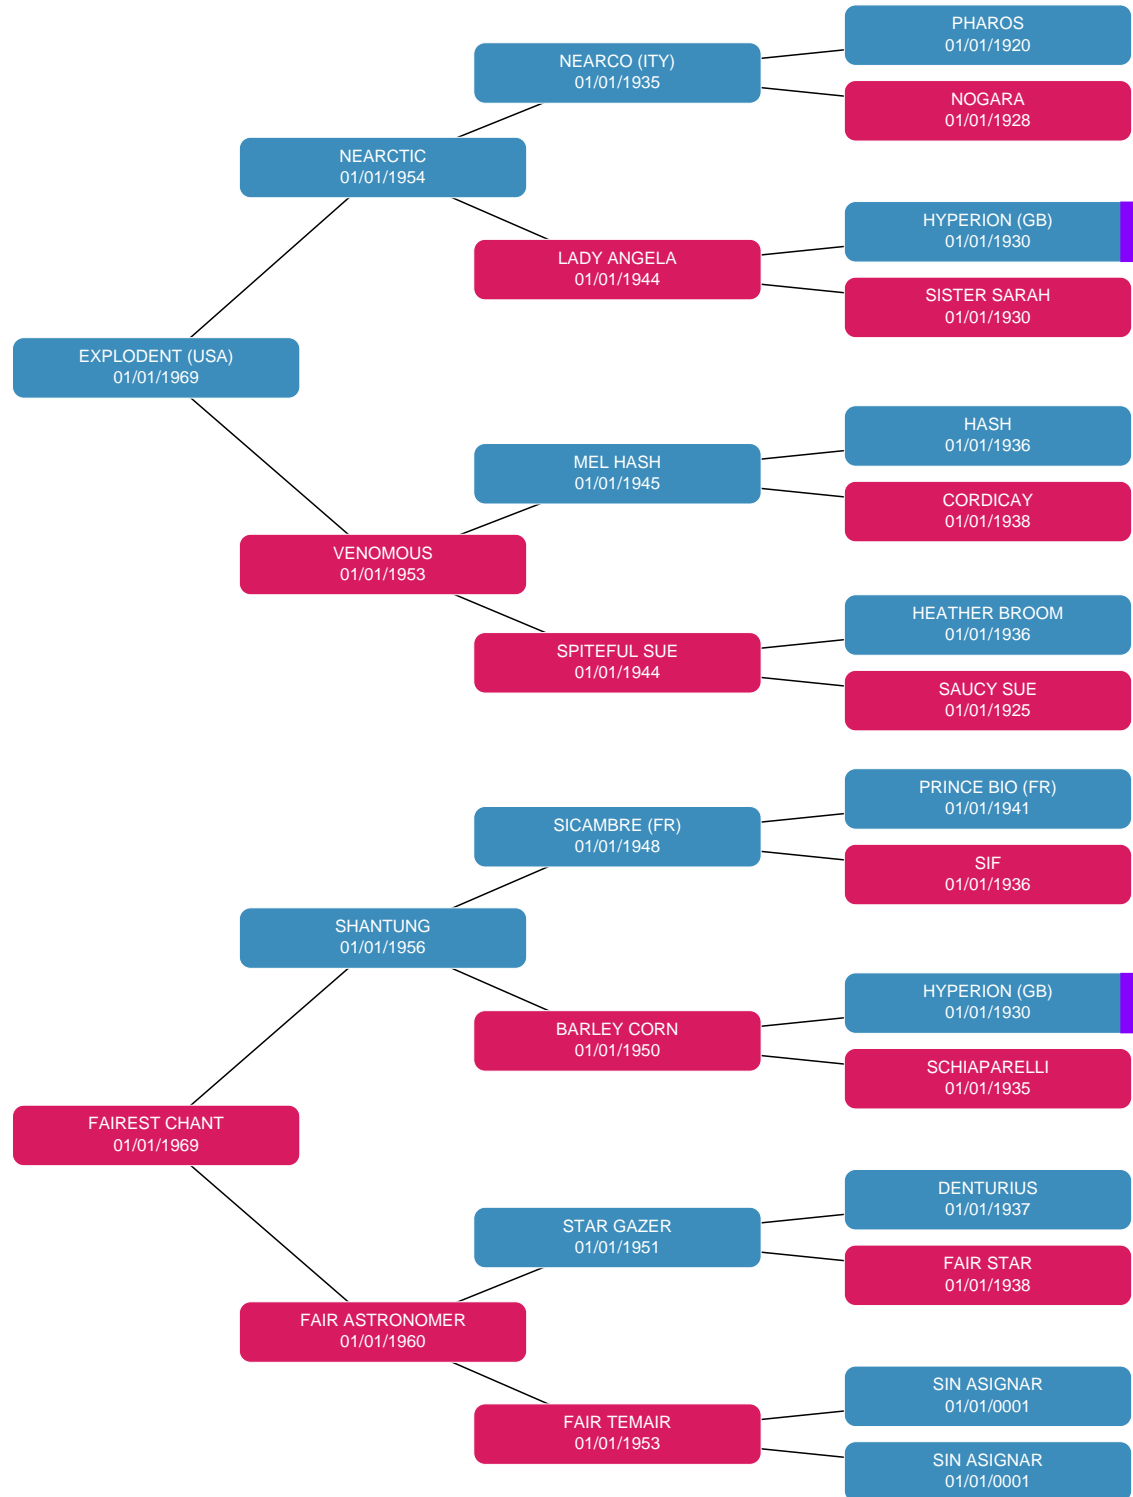 PHAROS
01/01/1920
NEARCO (ITY)
01/01/1935
NOGARA
01/01/1928
NEARCTIC
01/01/1954
HYPERION (GB)
01/01/1930
LADY ANGELA
01/01/1944
SISTER SARAH
01/01/1930
EXPLODENT (USA)
01/01/1969
HASH
01/01/1936
MEL HASH
01/01/1945
CORDICAY
01/01/1938
VENOMOUS
01/01/1953
HEATHER BROOM
01/01/1936
SPITEFUL SUE
01/01/1944
SAUCY SUE
01/01/1925
PRINCE BIO (FR)
01/01/1941
SICAMBRE (FR)
01/01/1948
SIF
01/01/1936
SHANTUNG
01/01/1956
HYPERION (GB)
01/01/1930
BARLEY CORN
01/01/1950
SCHIAPARELLI
01/01/1935
FAIREST CHANT
01/01/1969
DENTURIUS
01/01/1937
STAR GAZER
01/01/1951
FAIR STAR
01/01/1938
FAIR ASTRONOMER
01/01/1960
SIN ASIGNAR
01/01/0001
FAIR TEMAIR
01/01/1953
SIN ASIGNAR
01/01/0001